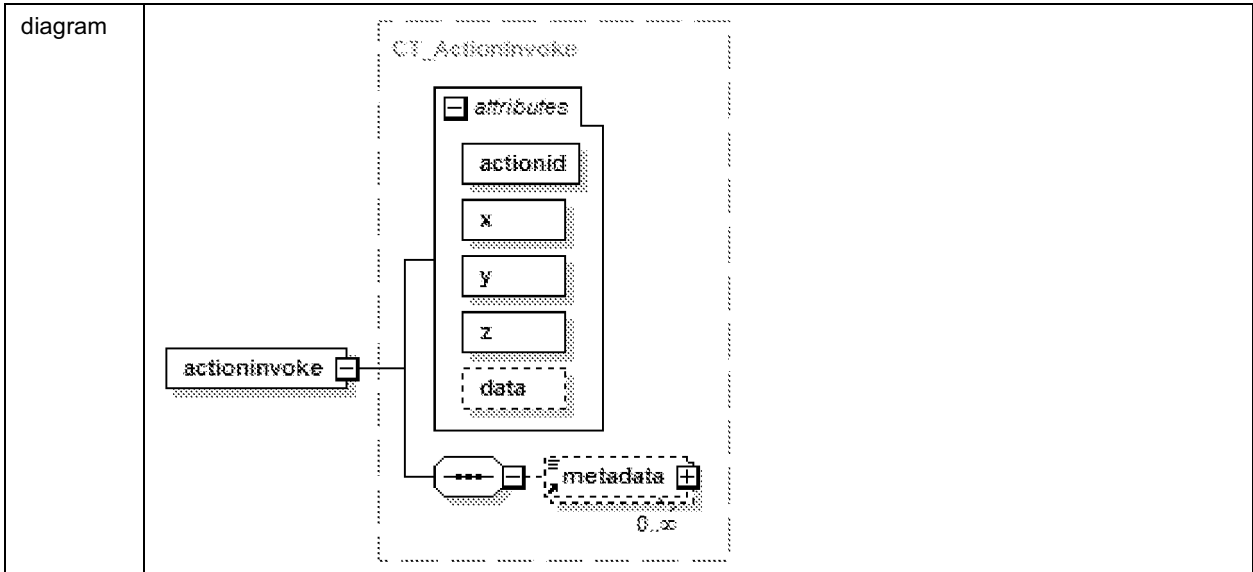 diagram
CT_ActionInvoke
attributes
actionid
x
y
z
data
actioninvoke
metadata
0..∞